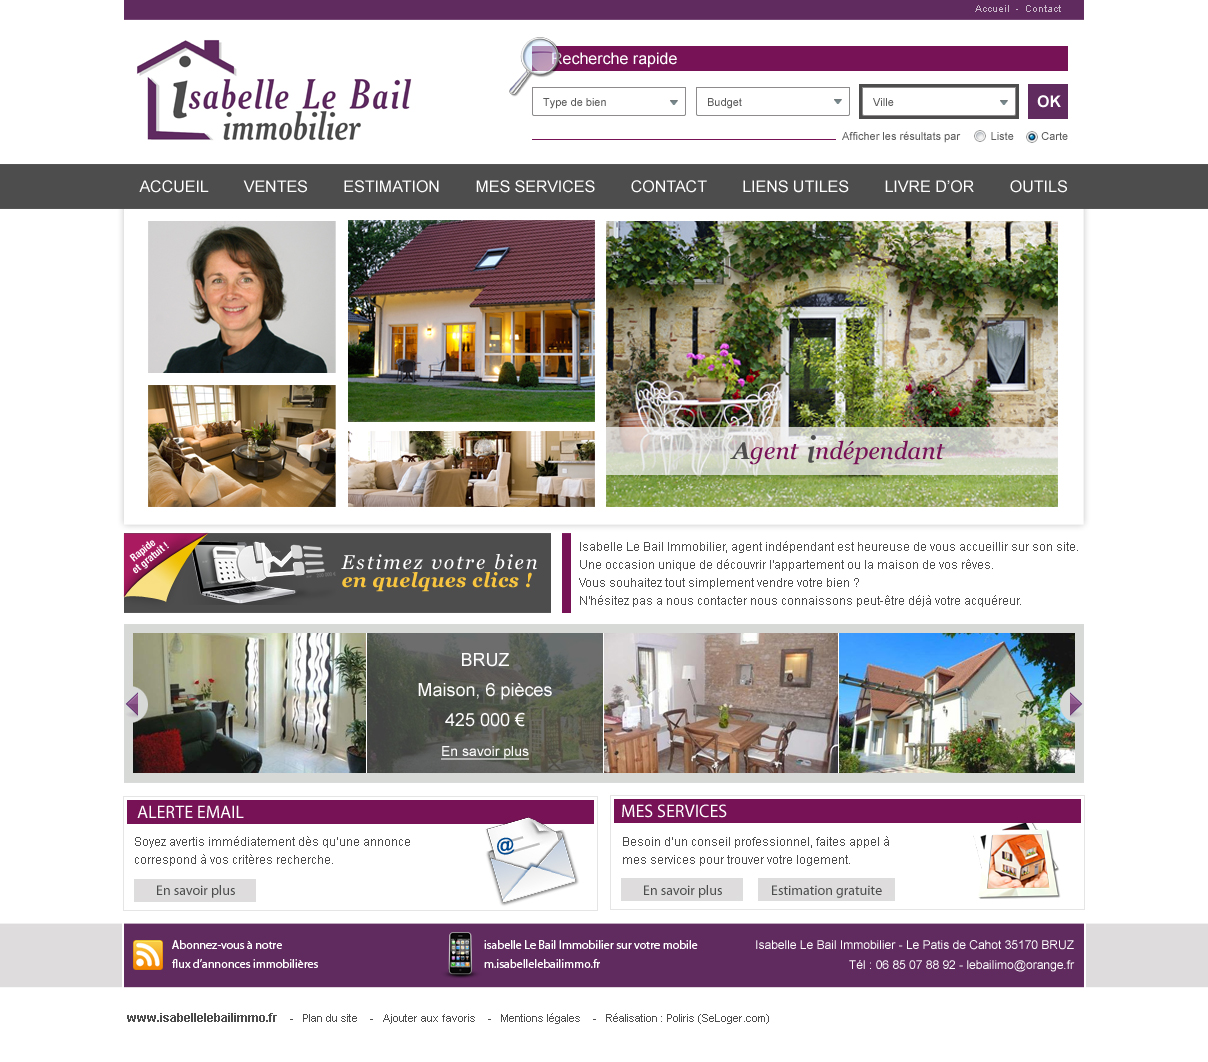 Accueil - Contact
isabelle Le Bail
immobilier
Recherche rapide
Type de bien
Budget
Ville
OK
Afficher les résultats par
Liste
Carte
ACCUEIL
VENTES
ESTIMATION
MES SERVICES
CONTACT
LIENS UTILES
LIVRE D'OR
OUTILS
Agent indépendant
Rapide
et gratuit !
Estimez votre bien
en quelques clics !
Isabelle Le Bail Immobilier, agent indépendant est heureuse de vous accueillir sur son site.
Une occasion unique de découvrir l'appartement ou la maison de vos rêves.
Vous souhaitez tout simplement vendre votre bien ?
N'hésitez pas a nous contacter nous connaissons peut-être déjà votre acquéreur.
BRUZ
Maison, 6 pièces
425 000 €
En savoir plus
ALERTE EMAIL
Soyez avertis immédiatement dès qu'une annonce
correspond à vos critères recherche.
En savoir plus
@
MES SERVICES
Besoin d'un conseil professionnel, faites appel à
mes services pour trouver votre logement.
En savoir plus
Estimation gratuite
Abonnez-vous à notre
flux d'annonces immobilières
isabelle Le Bail Immobilier sur votre mobile
m.isabellelebailimmo.fr
Isabelle Le Bail Immobilier - Le Patis de Cahot 35170 BRUZ
Tél : 06 85 07 88 92 - lebailimo@orange.fr
www.isabellelebailimmo.fr - Plan du site - Ajouter aux favoris - Mentions légales - Réalisation : Poliris (SeLoger.com)